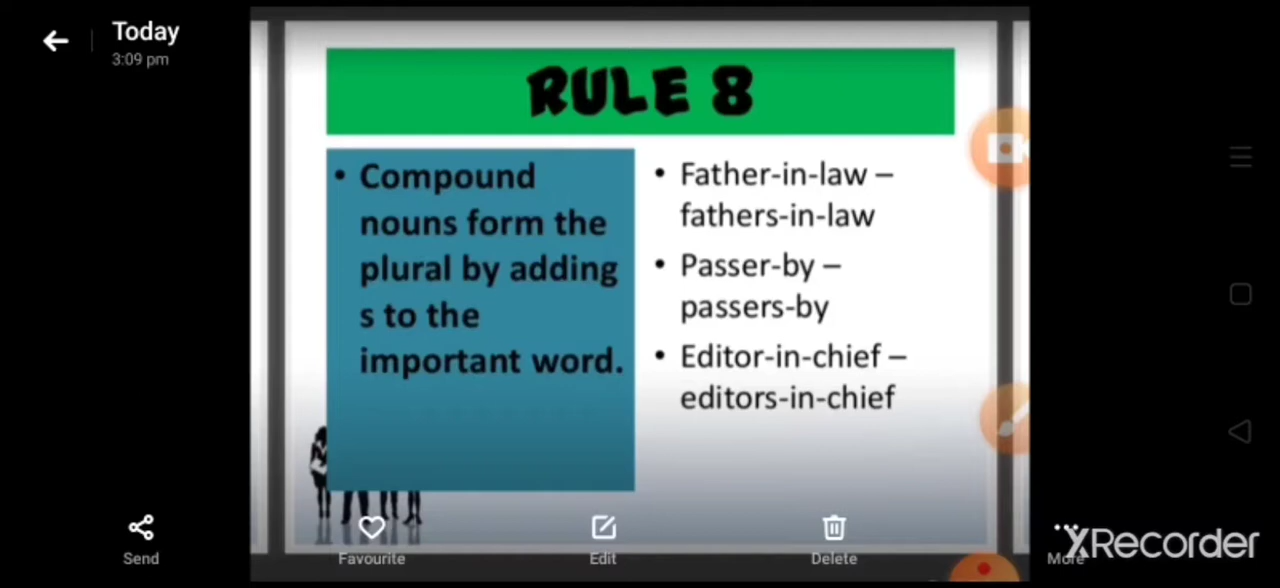 Today
3:09 pm
RULE 8
• Compound
nouns form the
plural by adding
s to the
important word.
• Father-in-law –
fathers-in-law
• Passer-by –
passers-by
• Editor-in-chief –
editors-in-chief
Send
Favourite
Edit
Delete
More
XRecorder